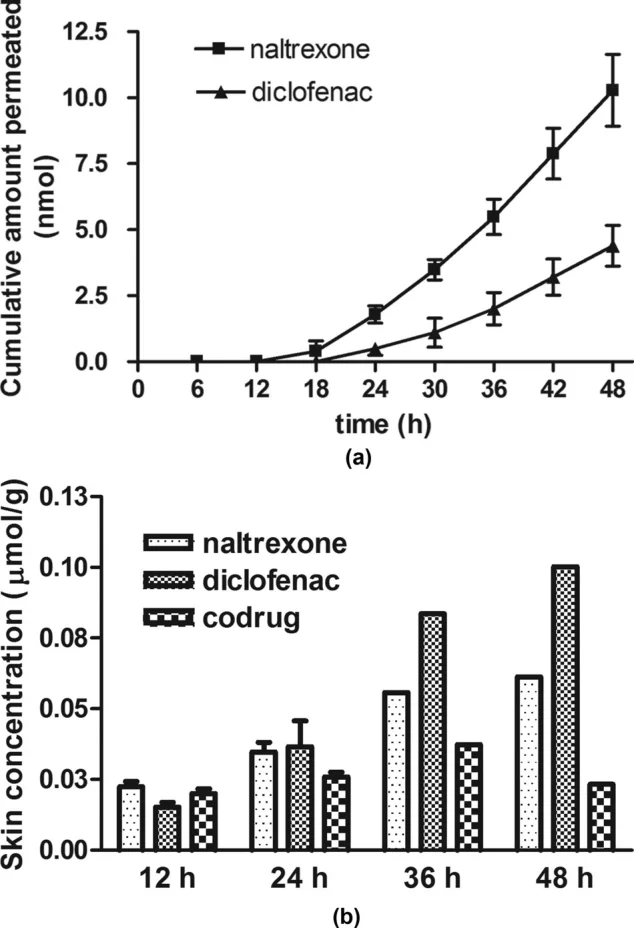 Cumulative amount permeated
(nmol)
12.5
10.0
7.5
5.0
2.5
0.0
naltrexone
diclofenac
0 6 12 18 24 30 36 42 48
time (h)
(a)
Skin concentration (μmol/g)
0.13
0.10
0.08
0.05
0.03
0.00
naltrexone
diclofenac
codrug
12 h 24 h 36 h 48 h
(b)